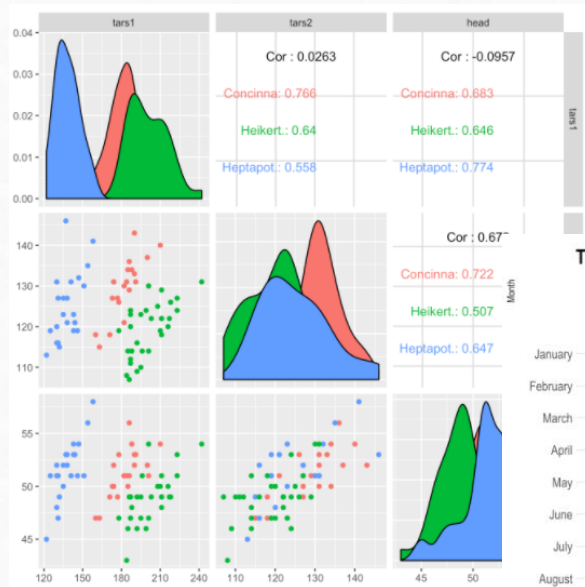 tars1 tars2 head
0.04
0.03
0.02
0.01
0.00
Cor : 0.0263
Concinna: 0.766
Heikert.: 0.64
Heptapot.: 0.558
Cor : -0.0957
Concinna: 0.683
Heikert.: 0.646
Heptapot.: 0.774
tars1
140
130
120
110
Cor : 0.67
Concinna: 0.722
Heikert.: 0.507
Heptapot.: 0.647
Month
T
January
February
March
April
May
June
July
August
55
50
45
120 150 180 210 240
110 120 130 140
45 50